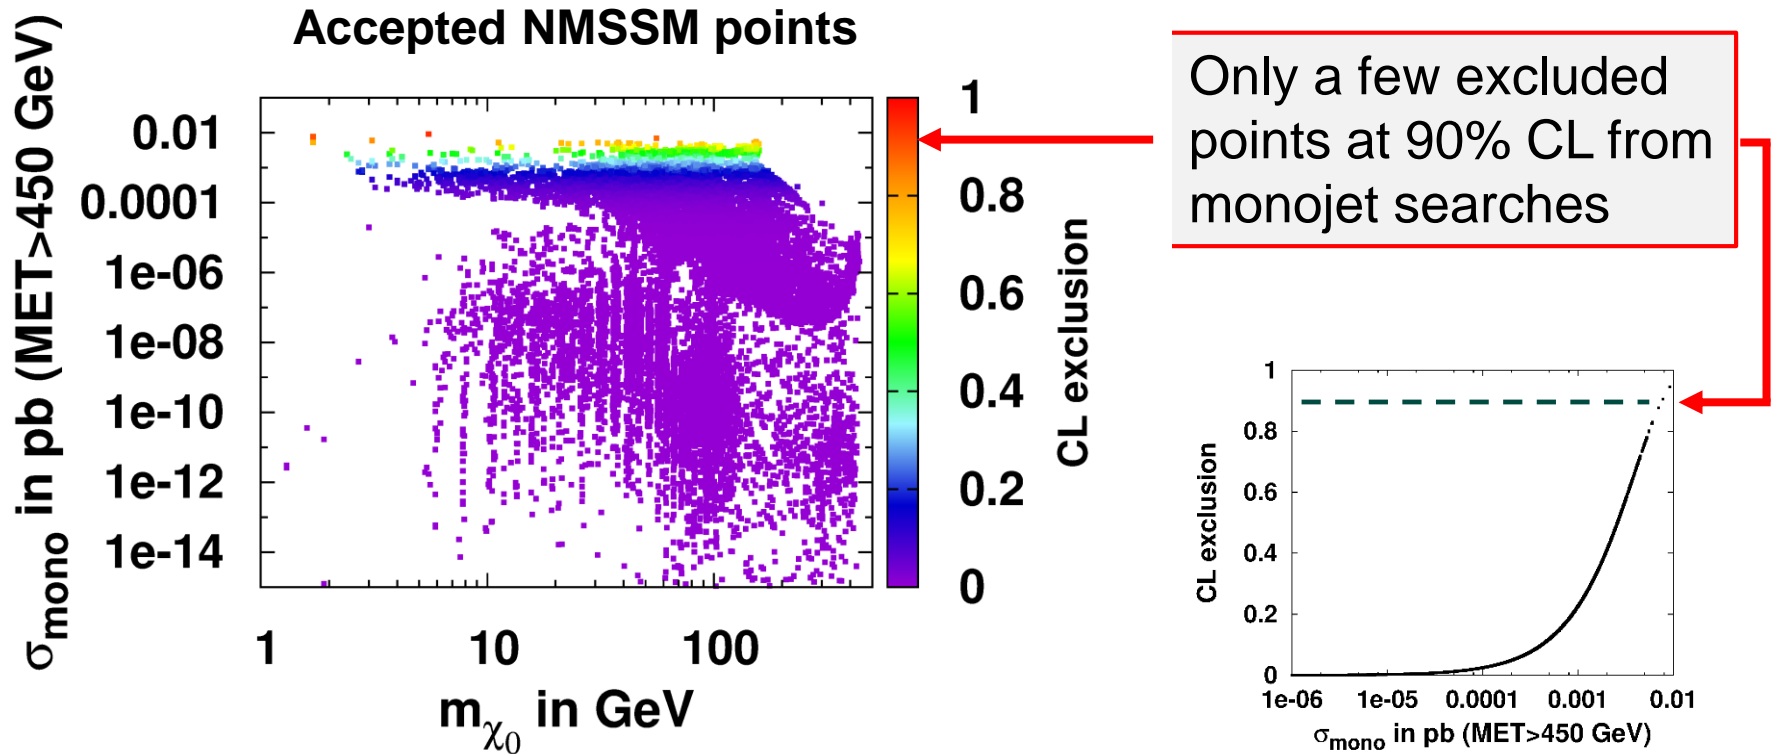 Accepted NMSSM points
σmono in pb (MET>450 GeV)
0.01
0.0001
1e-06
1e-08
1e-10
1e-12
1e-14
1
10
100
mχ0 in GeV
1
0.8
0.6
0.4
0.2
0
CL exclusion
Only a few excluded
points at 90% CL from
monojet searches
CL exclusion
1
0.8
0.6
0.4
0.2
0
1e-06
1e-05
0.0001
0.001
0.01
σmono in pb (MET>450 GeV)